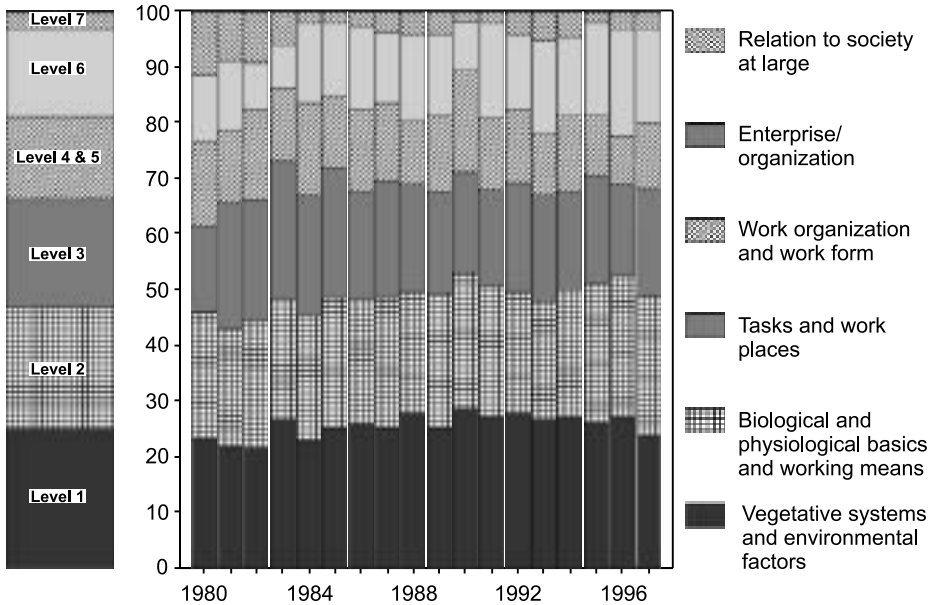 Level 7
Level 6
Level 4 & 5
Level 3
Level 2
Level 1
100
90
80
70
60
50
40
30
20
10
0
1980
1984
1988
1992
1996
Relation to society
at large
Enterprise/
organization
Work organization
and work form
Tasks and work
places
Biological and
physiological basics
and working means
Vegetative systems
and environmental
factors